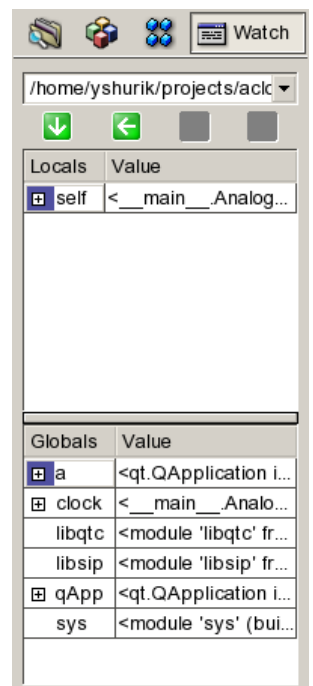 Watch
/home/yshurik/projects/aclc
Locals Value
self <__main__.Analog...
Globals Value
a <qt.QApplication i...
clock <__main__.Analo...
libqtc <module 'libqtc' fr...
libsip <module 'libsip' fr...
qApp <qt.QApplication i...
sys <module 'sys' (bui...